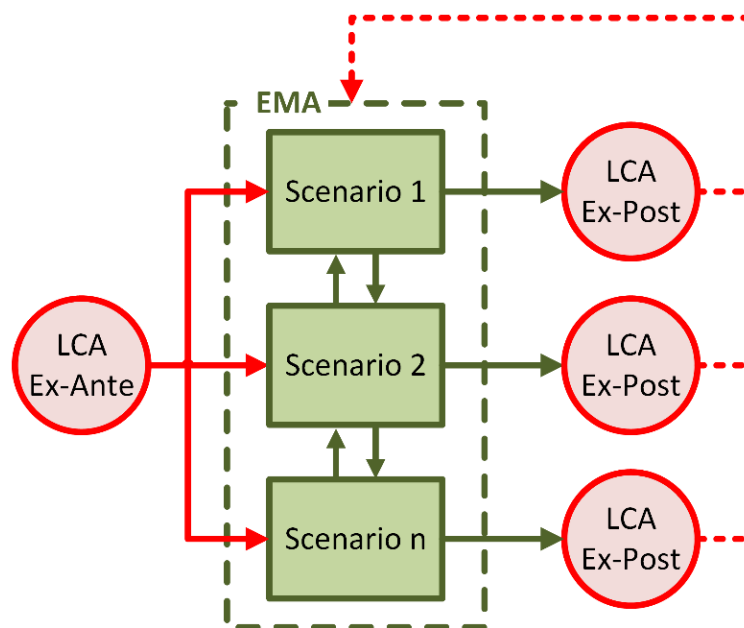 EMA
Scenario 1
LCA
Ex-Post
LCA
Ex-Ante
Scenario 2
LCA
Ex-Post
Scenario n
LCA
Ex-Post